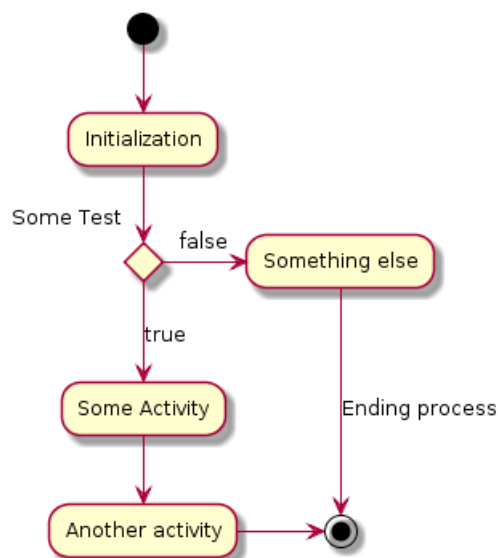 Initialization
Some Test
false
Something else
true
Some Activity
Ending process
Another activity